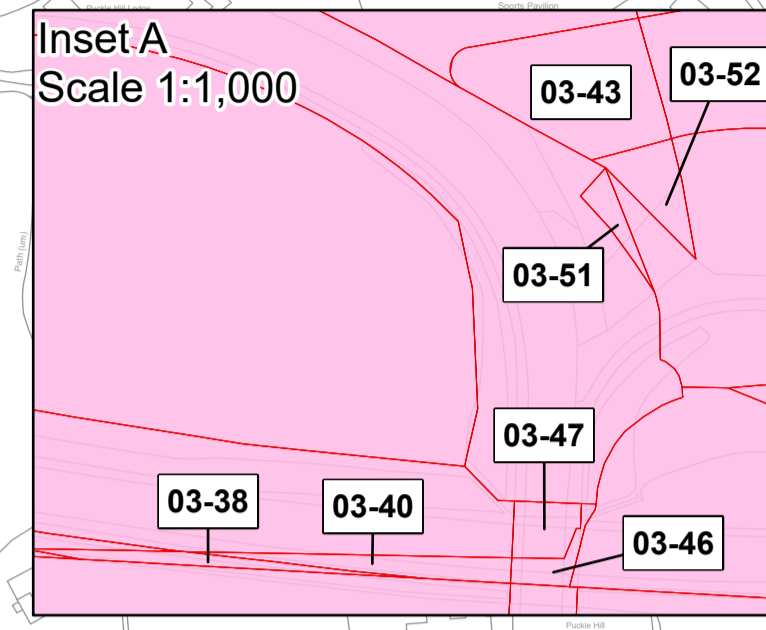 Puckle Hill Lodge
Sports Pavilion
Inset A
Scale 1:1,000
03-43
03-52
Path (um)
03-51
03-47
03-38
03-40
03-46
Puckle Hill